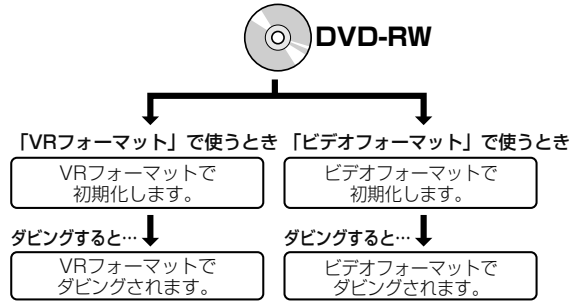 DVD-RW
「VRフォーマット」で使うとき
VRフォーマットで
初期化します。
ダビングすると…
VRフォーマットで
ダビングされます。
「ビデオフォーマット」で使うとき
ビデオフォーマットで
初期化します。
ダビングすると…
ビデオフォーマットで
ダビングされます。